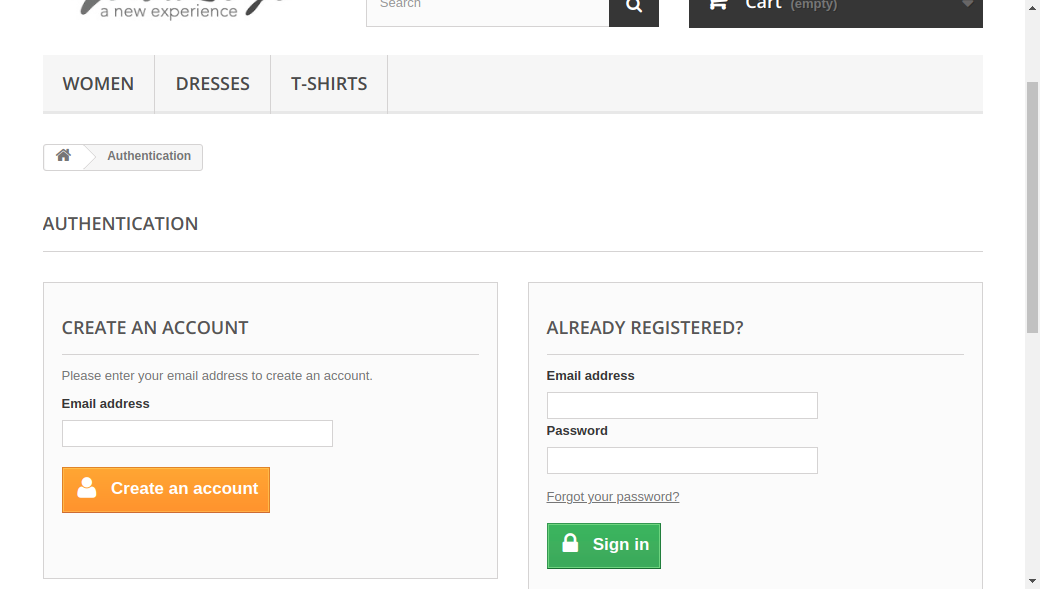 a new experience
Search
Cart (empty)
WOMEN
DRESSES
T-SHIRTS
Authentication
AUTHENTICATION
CREATE AN ACCOUNT
Please enter your email address to create an account.
Email address
Create an account
ALREADY REGISTERED?
Email address
Password
Forgot your password?
Sign in